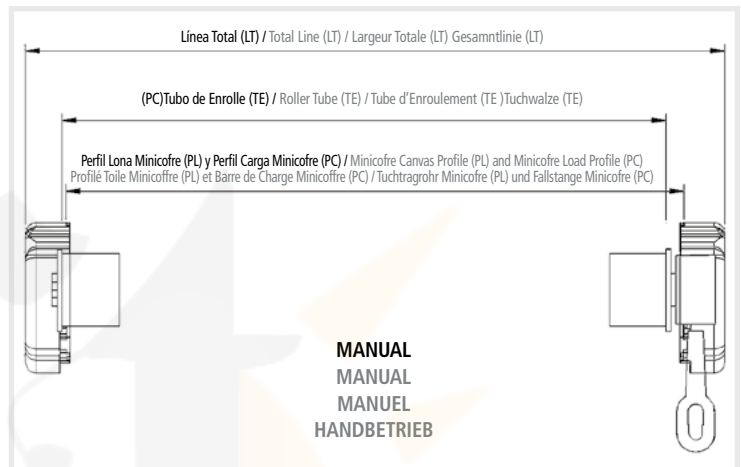 Línea Total (LT) / Total Line (LT) / Largeur Totale (LT) Gesamntlinie (LT)
(PC)Tubo de Enrolle (TE) / Roller Tube (TE) / Tube d’Enroulement (TE )Tuchwalze (TE)
Perfil Lona Minicofre (PL) y Perfil Carga Minicofre (PC) / Minicofre Canvas Profile (PL) and Minicofre Load Profile (PC)
Profilé Toile Minicoffre (PL) et Barre de Charge Minicoffre (PC) / Tuchtragrohr Minicofre (PL) und Fallstange Minicofre (PC)
MANUAL
MANUAL
MANUEL
HANDBETRIEB